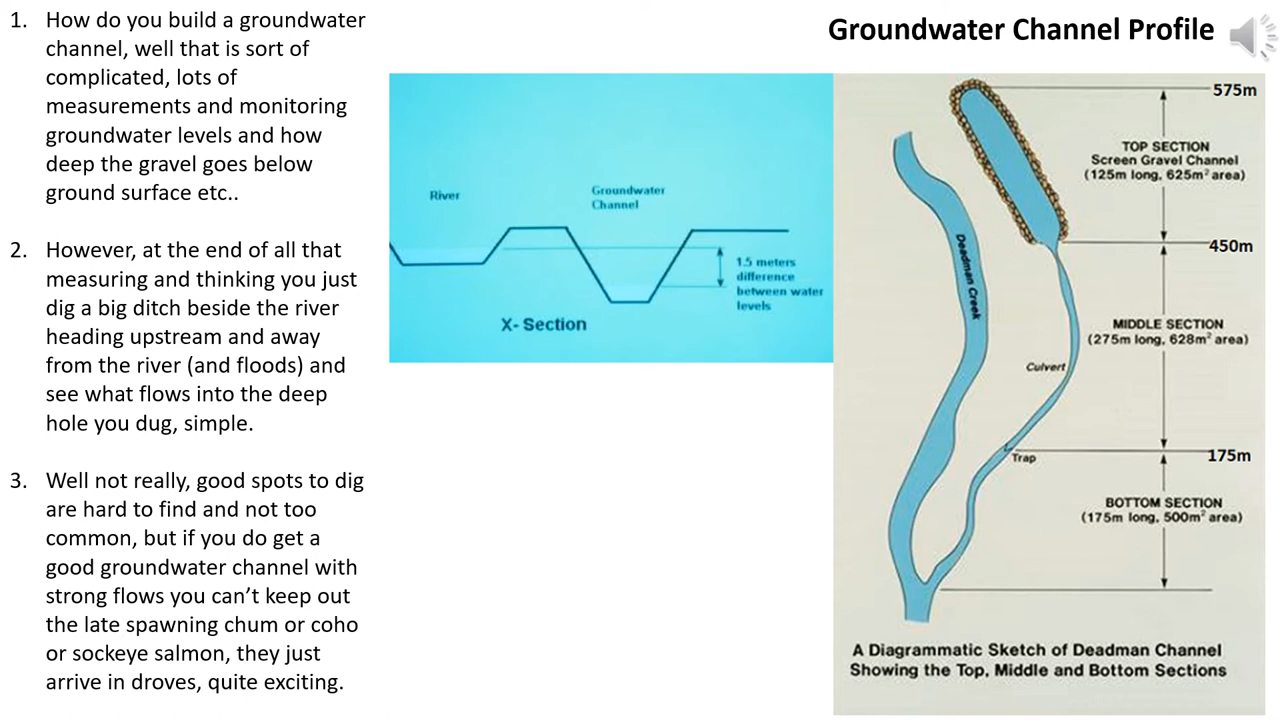 Groundwater Channel Profile
1. How do you build a groundwater
channel, well that is sort of
complicated, lots of
measurements and monitoring
groundwater levels and how
deep the gravel goes below
ground surface etc..
2. However, at the end of all that
measuring and thinking you just
dig a big ditch beside the river
heading upstream and away
from the river (and floods) and
see what flows into the deep
hole you dug, simple.
3. Well not really, good spots to dig
are hard to find and not too
common, but if you do get a
good groundwater channel with
strong flows you can’t keep out
the late spawning chum or coho
or sockeye salmon, they just
arrive in droves, quite exciting.
River
Groundwater
Channel
1.5 meters
difference
between water
levels
X- Section
575m
TOP SECTION
Screen Gravel Channel
(125m long, 625m² area)
450m
Deadman Creek
MIDDLE SECTION
(275m long, 628m² area)
Culvert
Trap
175m
BOTTOM SECTION
(175m long, 500m² area)
A Diagrammatic Sketch of Deadman Channel
Showing the Top, Middle and Bottom Sections